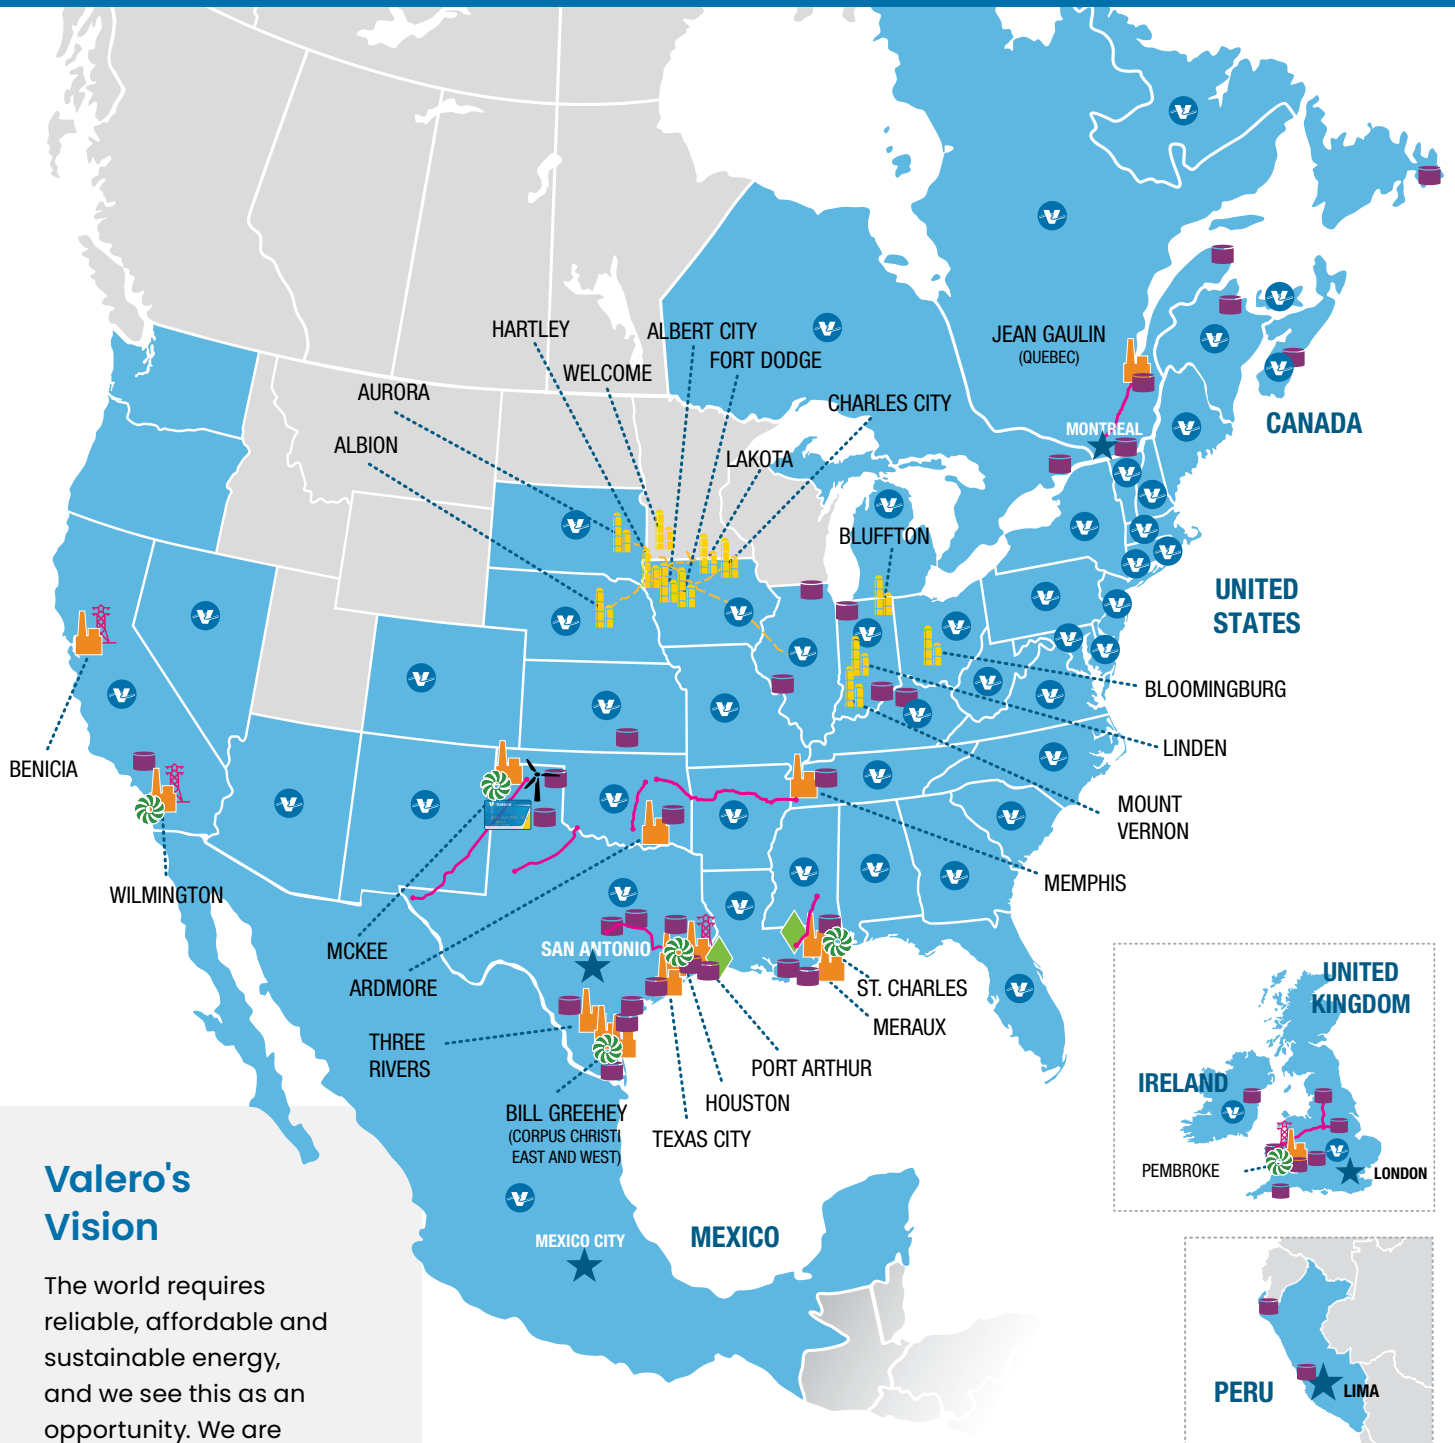 HARTLEY
ALBERT CITY
WELCOME
FORT DODGE
AURORA
CHARLES CITY
ALBION
LAKOTA
JEAN GAULIN
(QUEBEC)
MONTREAL
CANADA
BLUFFTON
UNITED
STATES
BLOOMINGBURG
LINDEN
MOUNT
VERNON
MEMPHIS
BENICIA
WILMINGTON
Valero
MCKEE
ARDMORE
SAN ANTONIO
THREE
RIVERS
BILL GREEHEY
(CORPUS CHRISTI
EAST AND WEST)
TEXAS CITY
HOUSTON
PORT ARTHUR
ST. CHARLES
MERAUX
UNITED
KINGDOM
IRELAND
PEMBROKE
LONDON
MEXICO CITY
MEXICO
PERU
LIMA
Valero's
Vision
The world requires
reliable, affordable and
sustainable energy,
and we see this as an
opportunity. We are